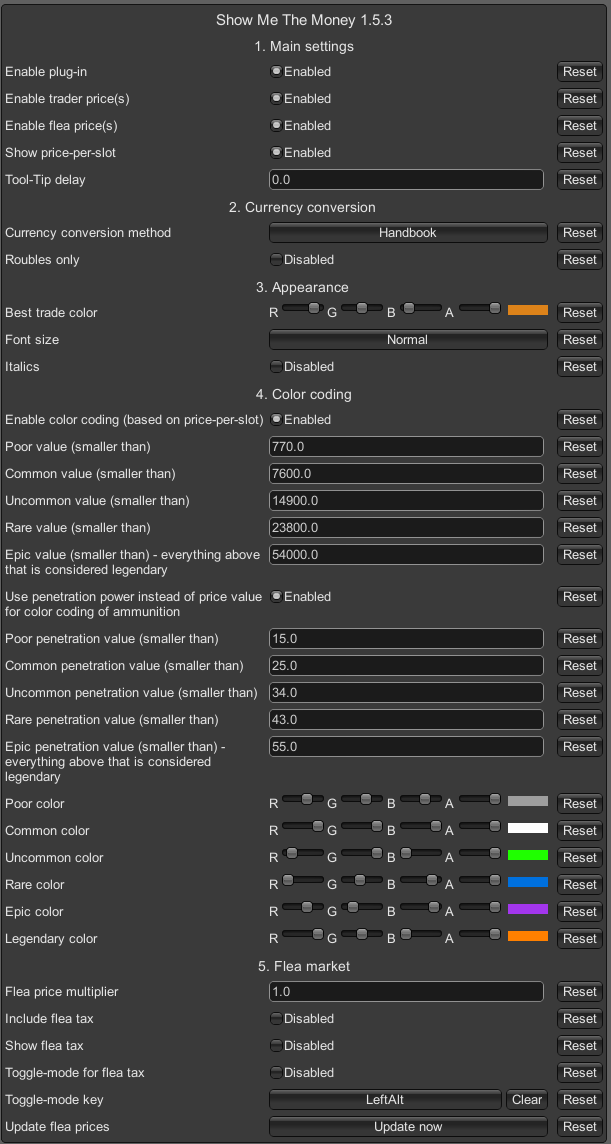 Show Me The Money 1.5.3
1. Main settings
Enable plug-in Enabled Reset
Enable trader price(s) Enabled Reset
Enable flea price(s) Enabled Reset
Show price-per-slot Enabled Reset
Tool-Tip delay 0.0 Reset
2. Currency conversion
Currency conversion method Handbook Reset
Roubles only Disabled Reset
3. Appearance
Best trade color R G B A Reset
Font size Normal Reset
Italics Disabled Reset
4. Color coding
Enable color coding (based on price-per-slot) Enabled Reset
Poor value (smaller than) 770.0 Reset
Common value (smaller than) 7600.0 Reset
Uncommon value (smaller than) 14900.0 Reset
Rare value (smaller than) 23800.0 Reset
Epic value (smaller than) - everything above 54000.0 Reset
that is considered legendary
Use penetration power instead of price value Enabled Reset
for color coding of ammunition
Poor penetration value (smaller than) 15.0 Reset
Common penetration value (smaller than) 25.0 Reset
Uncommon penetration value (smaller than) 34.0 Reset
Rare penetration value (smaller than) 43.0 Reset
Epic penetration value (smaller than) - 55.0 Reset
everything above that is considered
legendary
Poor color R G B A Reset
Common color R G B A Reset
Uncommon color R G B A Reset
Rare color R G B A Reset
Epic color R G B A Reset
Legendary color R G B A Reset
5. Flea market
Flea price multiplier 1.0 Reset
Include flea tax Disabled Reset
Show flea tax Disabled Reset
Toggle-mode for flea tax Disabled Reset
Toggle-mode key LeftAlt Clear Reset
Update flea prices Update now Reset